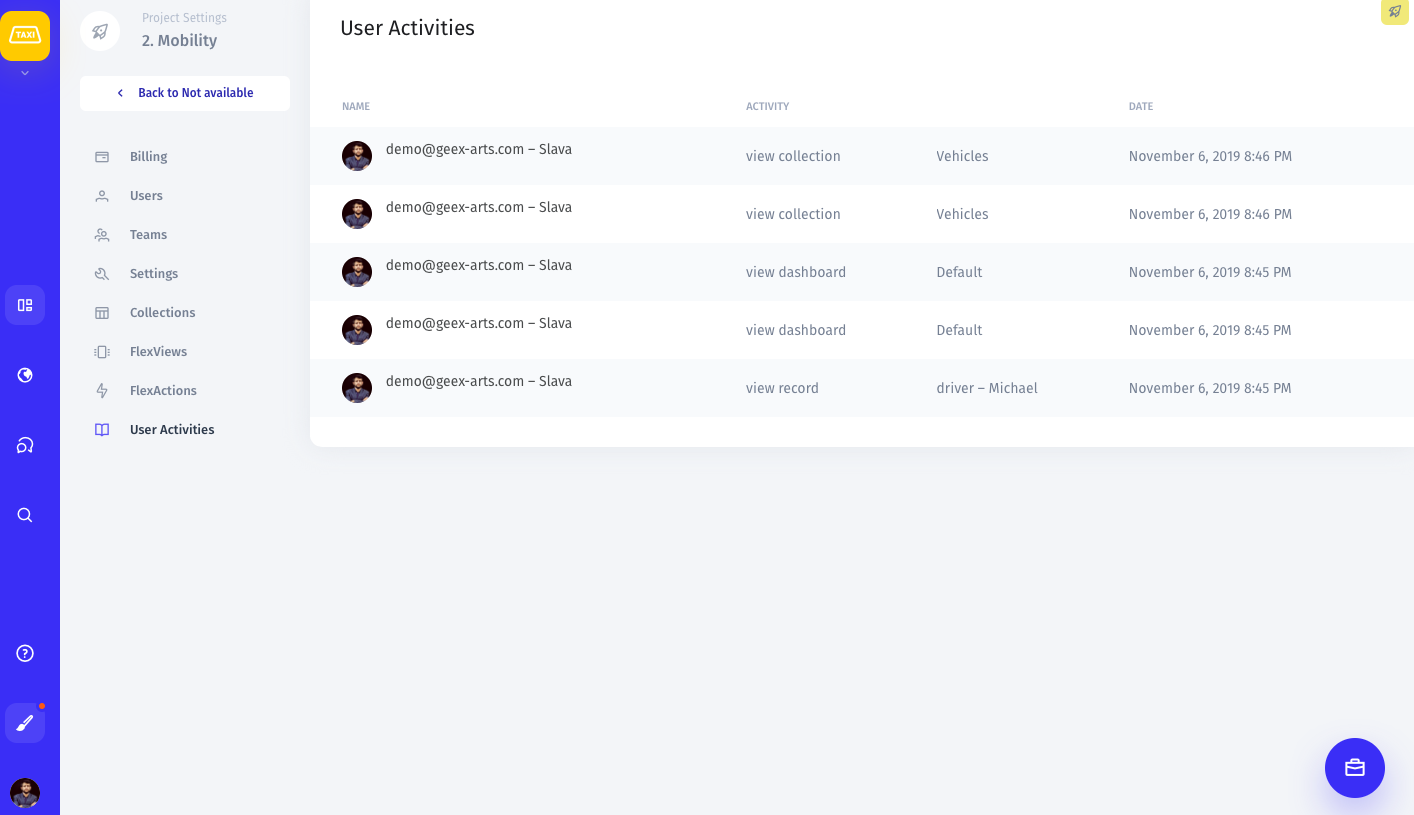 TAXI
Project Settings
2. Mobility
Back to Not available
Billing
Users
Teams
Settings
Collections
FlexViews
FlexActions
User Activities
User Activities
NAME ACTIVITY DATE
demo@geex-arts.com – Slava view collection Vehicles November 6, 2019 8:46 PM
demo@geex-arts.com – Slava view collection Vehicles November 6, 2019 8:46 PM
demo@geex-arts.com – Slava view dashboard Default November 6, 2019 8:45 PM
demo@geex-arts.com – Slava view dashboard Default November 6, 2019 8:45 PM
demo@geex-arts.com – Slava view record driver – Michael November 6, 2019 8:45 PM